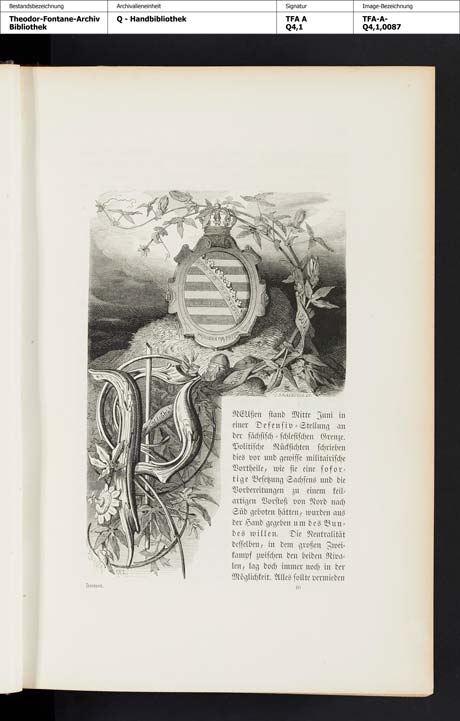 Bestandsbezeichnung
Archivalieneinheit
Signatur
Image-Bezeichnung
Theodor-Fontane-Archiv
Bibliothek
Q - Handbibliothek
TFA A
Q4,1
TFA-A-
Q4,1,0087
P
REUßen ſtand Mitte Juni in
einer Defenſiv-Stellung an
der ſächſiſch-ſchleſiſchen Grenze.
Politiſche Rückſichten ſchrieben
dies vor und gewiſſe militairiſche
Vortheile, wie ſie eine ſofor-
tige Beſetzung Sachſens und die
Vorbereitungen zu einem keil-
artigen Vorſtoß von Nord nach
Süd geboten hätten, wurden aus
der Hand gegeben um des Bun-
des willen. Die Neutralität
deſſelben, in dem großen Zwei-
kampf zwiſchen den beiden Riva-
len, lag doch immer noch in der
Möglichkeit. Alles ſollte vermieden
10